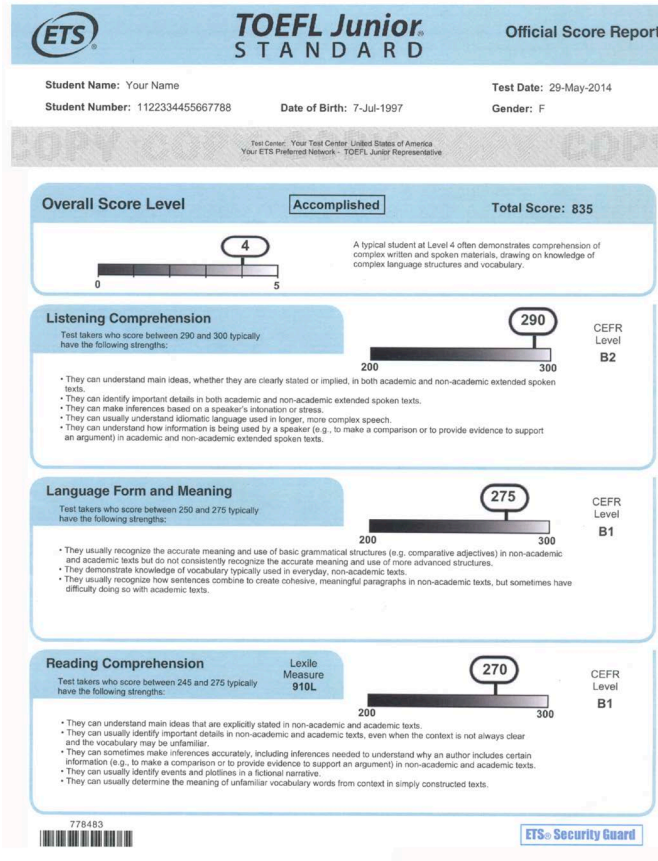 ETS®
TOEFL Junior®
STANDARD
Official Score Report
Student Name: Your Name
Test Date: 29-May-2014
Student Number: 1122334455667788
Date of Birth: 7-Jul-1997
Gender: F
COPY COPY
COPY
Test Center: Your Test Center United States of America
Your ETS Preferred Network - TOEFL Junior Representative
Overall Score Level
Accomplished
Total Score: 835
4
0
5
A typical student at Level 4 often demonstrates comprehension of
complex written and spoken materials, drawing on knowledge of
complex language structures and vocabulary.
Listening Comprehension
Test takers who score between 290 and 300 typically
have the following strengths:
290
200
300
CEFR
Level
B2
• They can understand main ideas, whether they are clearly stated or implied, in both academic and non-academic extended spoken
texts.
• They can identify important details in both academic and non-academic extended spoken texts.
• They can make inferences based on a speaker's intonation or stress.
• They can usually understand idiomatic language used in longer, more complex speech.
• They can understand how information is being used by a speaker (e.g., to make a comparison or to provide evidence to support
an argument) in academic and non-academic extended spoken texts.
Language Form and Meaning
Test takers who score between 250 and 275 typically
have the following strengths:
275
200
300
CEFR
Level
B1
• They usually recognize the accurate meaning and use of basic grammatical structures (e.g. comparative adjectives) in non-academic
and academic texts but do not consistently recognize the accurate meaning and use of more advanced structures.
• They demonstrate knowledge of vocabulary typically used in everyday, non-academic texts.
• They usually recognize how sentences combine to create cohesive, meaningful paragraphs in non-academic texts, but sometimes have
difficulty doing so with academic texts.
Reading Comprehension
Test takers who score between 245 and 275 typically
have the following strengths:
Lexile
Measure
910L
270
200
300
CEFR
Level
B1
• They can understand main ideas that are explicitly stated in non-academic and academic texts.
• They can usually identify important details in non-academic and academic texts, even when the context is not always clear
and the vocabulary may be unfamiliar.
• They can sometimes make inferences accurately, including inferences needed to understand why an author includes certain
information (e.g., to make a comparison or to provide evidence to support an argument) in non-academic and academic texts.
• They can usually identify events and plotlines in a fictional narrative.
• They can usually determine the meaning of unfamiliar vocabulary words from context in simply constructed texts.
778483
ETS® Security Guard